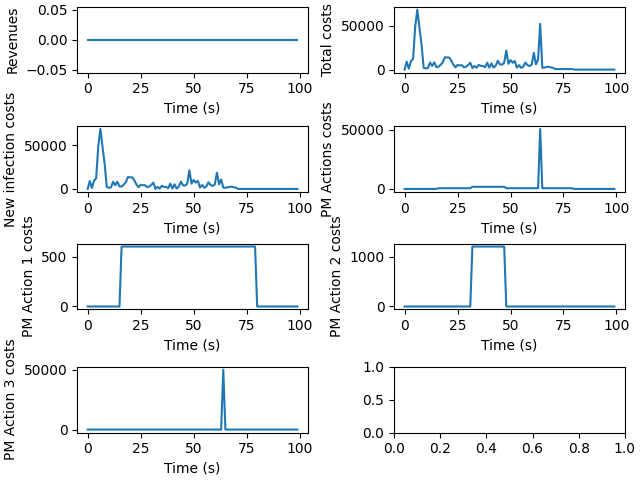 Revenues
0.05
0.00
−0.05
0 25 50 75 100
Time (s)
Total costs
50000
0
0 25 50 75 100
Time (s)
New infection costs
50000
0
0 25 50 75 100
Time (s)
PM Actions costs
50000
0
0 25 50 75 100
Time (s)
PM Action 1 costs
500
0
0 25 50 75 100
Time (s)
PM Action 2 costs
1000
0
0 25 50 75 100
Time (s)
PM Action 3 costs
50000
0
0 25 50 75 100
Time (s)
1.0
0.5
0.0
0.0 0.2 0.4 0.6 0.8 1.0